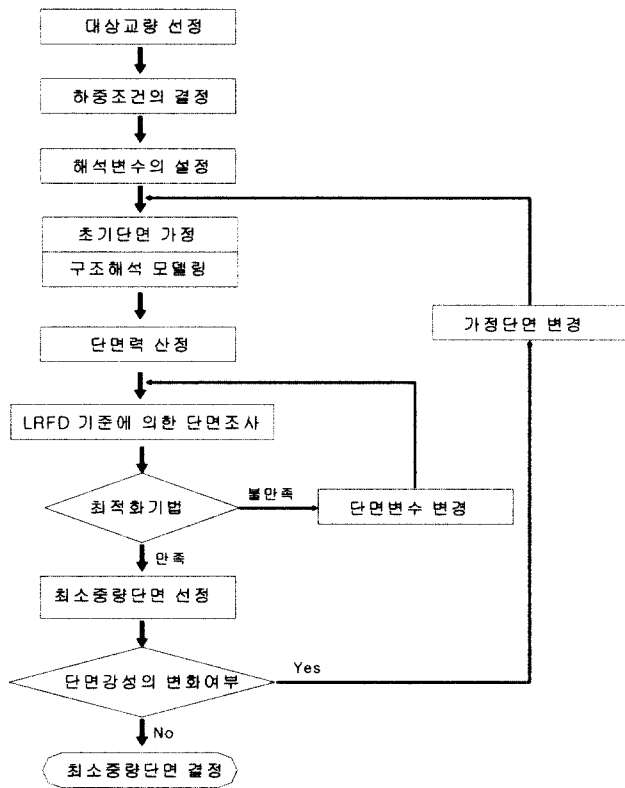 대상교량 선정
하중조건의 결정
해석변수의 설정
초기단면 가정
구조해석 모델링
가정단면 변경
단면력 산정
LRFD 기준에 의한 단면조사
불만족
최적화기법
단면변수 변경
만족
최소중량단면 선정
Yes
단면강성의 변화여부
No
최소중량단면 결정